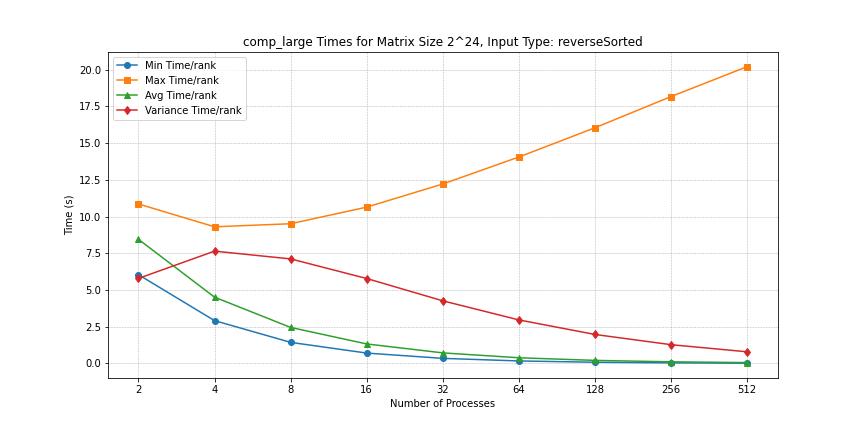 comp_large Times for Matrix Size 2^24, Input Type: reverseSorted
Min Time/rank
Max Time/rank
Avg Time/rank
Variance Time/rank
Time (s)
20.0
17.5
15.0
12.5
10.0
7.5
5.0
2.5
0.0
2 4 8 16 32 64 128 256 512
Number of Processes